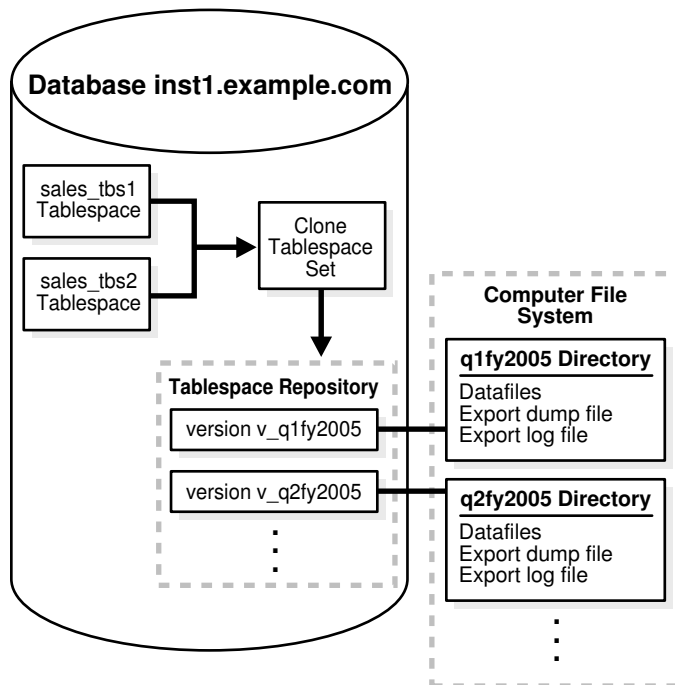 Database inst1.example.com
sales_tbs1
Tablespace
sales_tbs2
Tablespace
Clone
Tablespace
Set
Tablespace Repository
version v_q1fy2005
version v_q2fy2005
Computer File
System
q1fy2005 Directory
Datafiles
Export dump file
Export log file
q2fy2005 Directory
Datafiles
Export dump file
Export log file